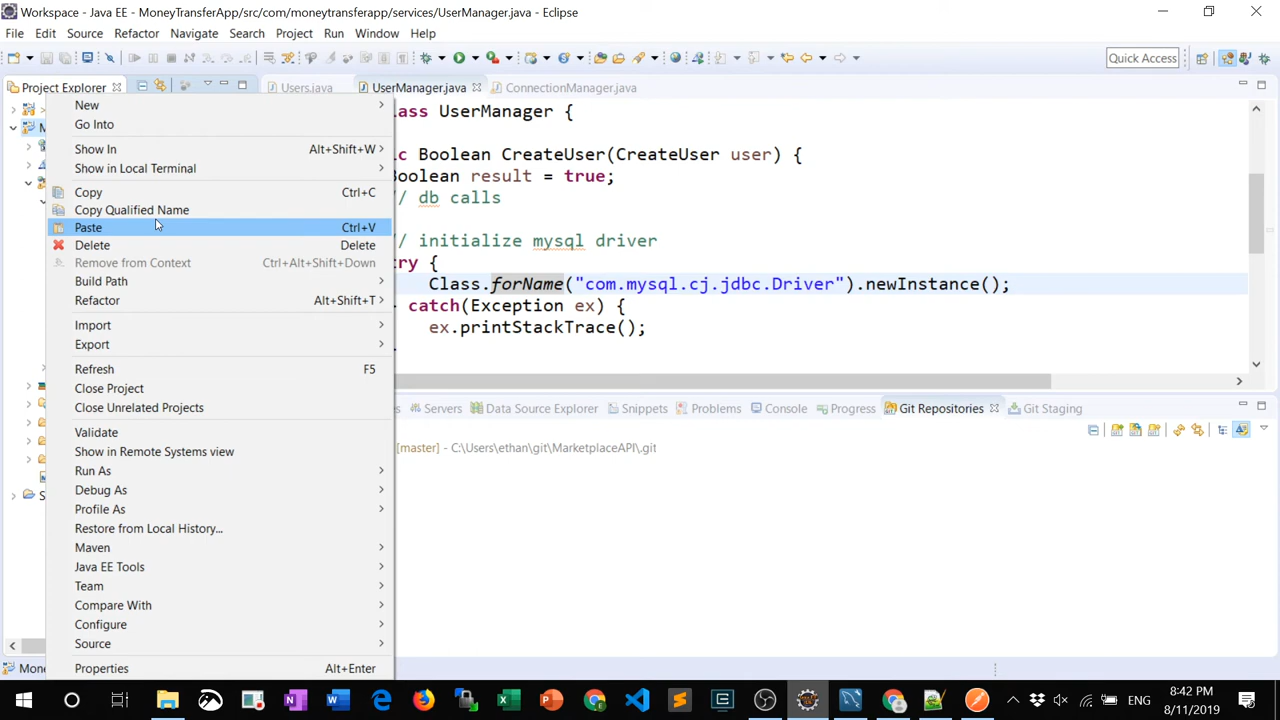 Workspace - Java EE - MoneyTransferApp/src/com/moneytransferapp/services/UserManager.java - Eclipse
File Edit Source Refactor Navigate Search Project Run Window Help
Quick Access
Project Explorer
Users.java UserManager.java ConnectionManager.java
New
Go Into
Show In Alt+Shift+W
Show in Local Terminal
Copy Ctrl+C
Copy Qualified Name
Paste Ctrl+V
Delete Delete
Remove from Context Ctrl+Alt+Shift+Down
Build Path
Refactor Alt+Shift+T
Import
Export
Refresh F5
Close Project
Close Unrelated Projects
Validate
Show in Remote Systems view
Run As
Debug As
Profile As
Restore from Local History...
Maven
Java EE Tools
Team
Compare With
Configure
Source
Properties Alt+Enter
lass UserManager {
ic Boolean CreateUser(CreateUser user) {
Boolean result = true;
// db calls
// initialize mysql driver
try {
Class.forName("com.mysql.cj.jdbc.Driver").newInstance();
catch(Exception ex) {
ex.printStackTrace();
Servers Data Source Explorer Snippets Problems Console Progress Git Repositories Git Staging
[master] - C:\Users\ethan\git\MarketplaceAPI\.git
M
S
Mone
ENG
8:42 PM
8/11/2019